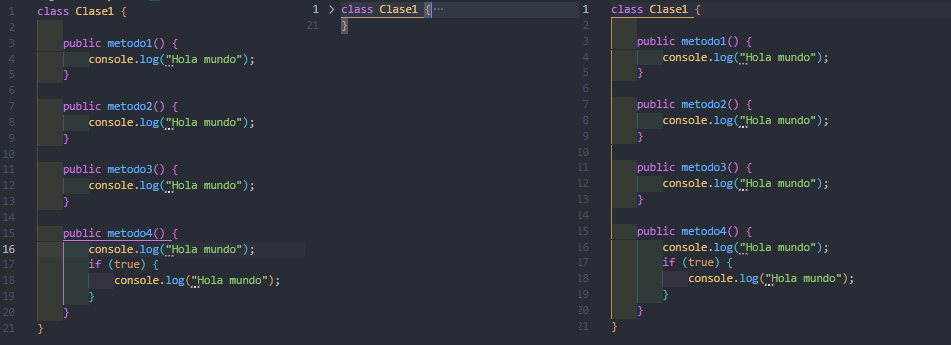 1 class Clase1 {
2
3 public metodo1() {
4 console.log("Hola mundo");
5 }
6
7 public metodo2() {
8 console.log("Hola mundo");
9 }
10
11 public metodo3() {
12 console.log("Hola mundo");
13 }
14
15 public metodo4() {
16 console.log("Hola mundo");
17 if (true) {
18 console.log("Hola mundo");
19 }
20 }
21 }
1 > class Clase1 {···
21 }
1 class Clase1 {
2
3 public metodo1() {
4 console.log("Hola mundo");
5 }
6
7 public metodo2() {
8 console.log("Hola mundo");
9 }
10
11 public metodo3() {
12 console.log("Hola mundo");
13 }
14
15 public metodo4() {
16 console.log("Hola mundo");
17 if (true) {
18 console.log("Hola mundo");
19 }
20 }
21 }